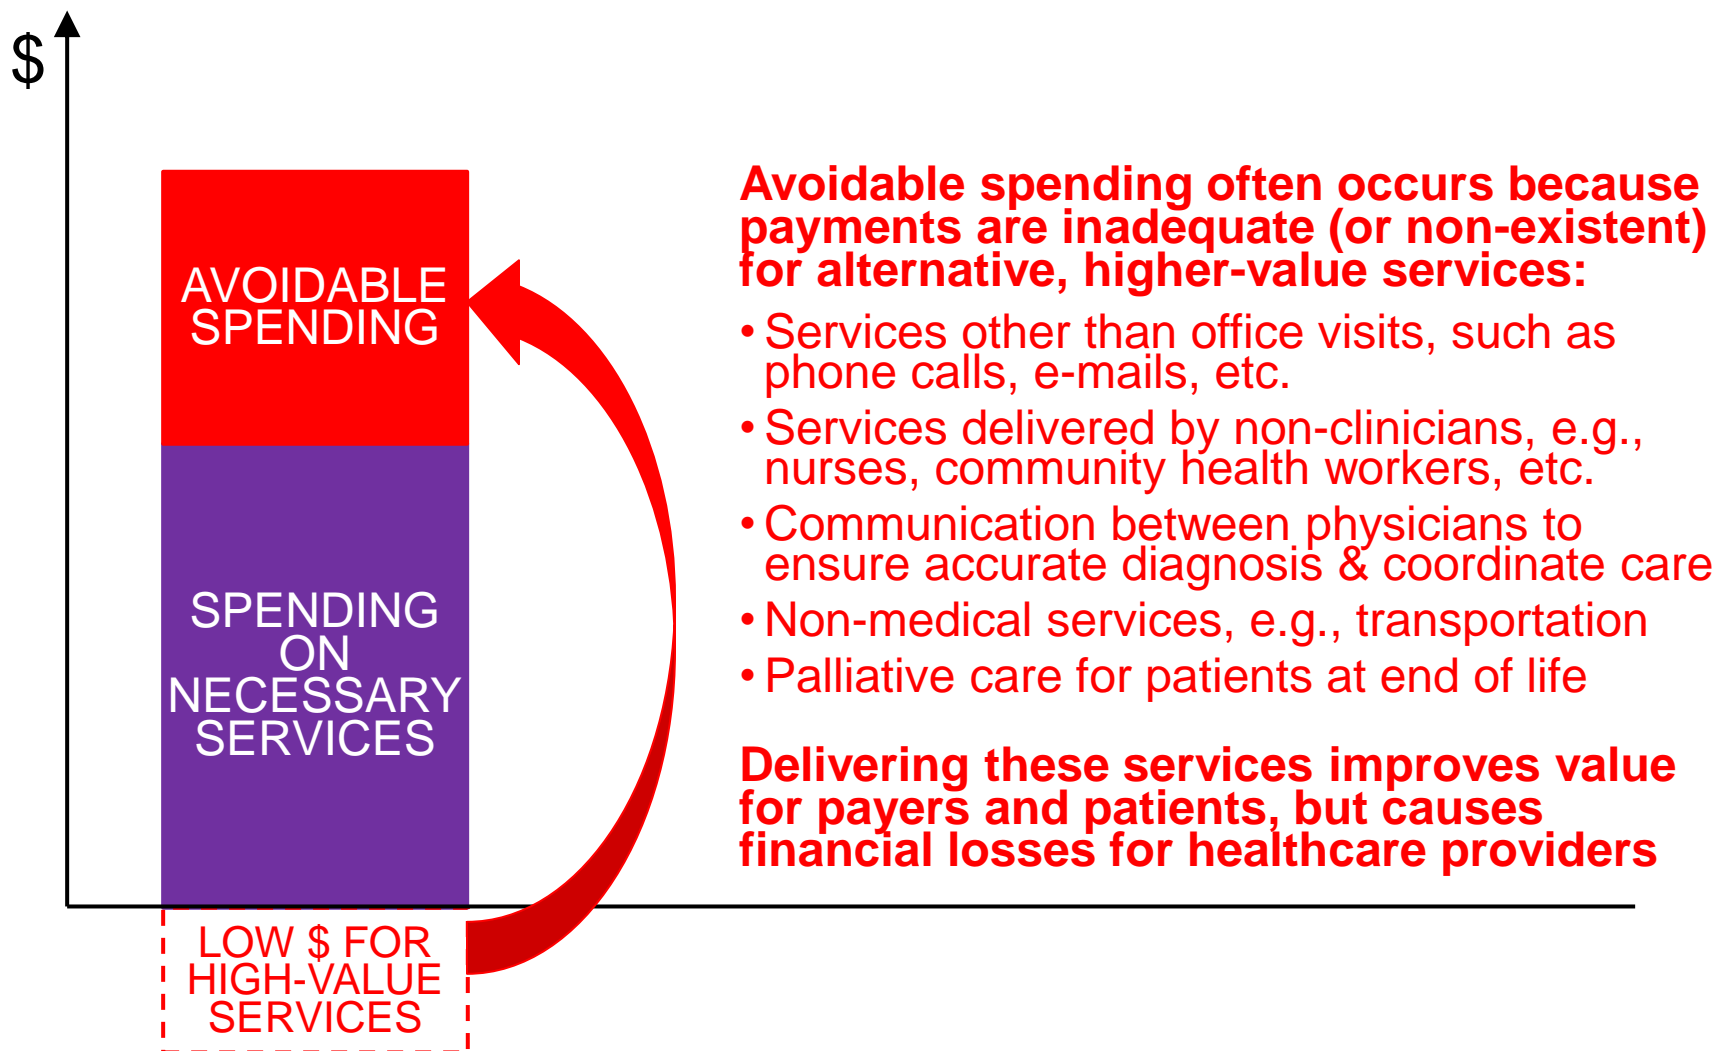 $
AVOIDABLE
SPENDING
SPENDING
ON
NECESSARY
SERVICES
LOW $ FOR
HIGH-VALUE
SERVICES
Avoidable spending often occurs because
payments are inadequate (or non-existent)
for alternative, higher-value services:
• Services other than office visits, such as
phone calls, e-mails, etc.
• Services delivered by non-clinicians, e.g.,
nurses, community health workers, etc.
• Communication between physicians to
ensure accurate diagnosis & coordinate care
• Non-medical services, e.g., transportation
• Palliative care for patients at end of life
Delivering these services improves value
for payers and patients, but causes
financial losses for healthcare providers